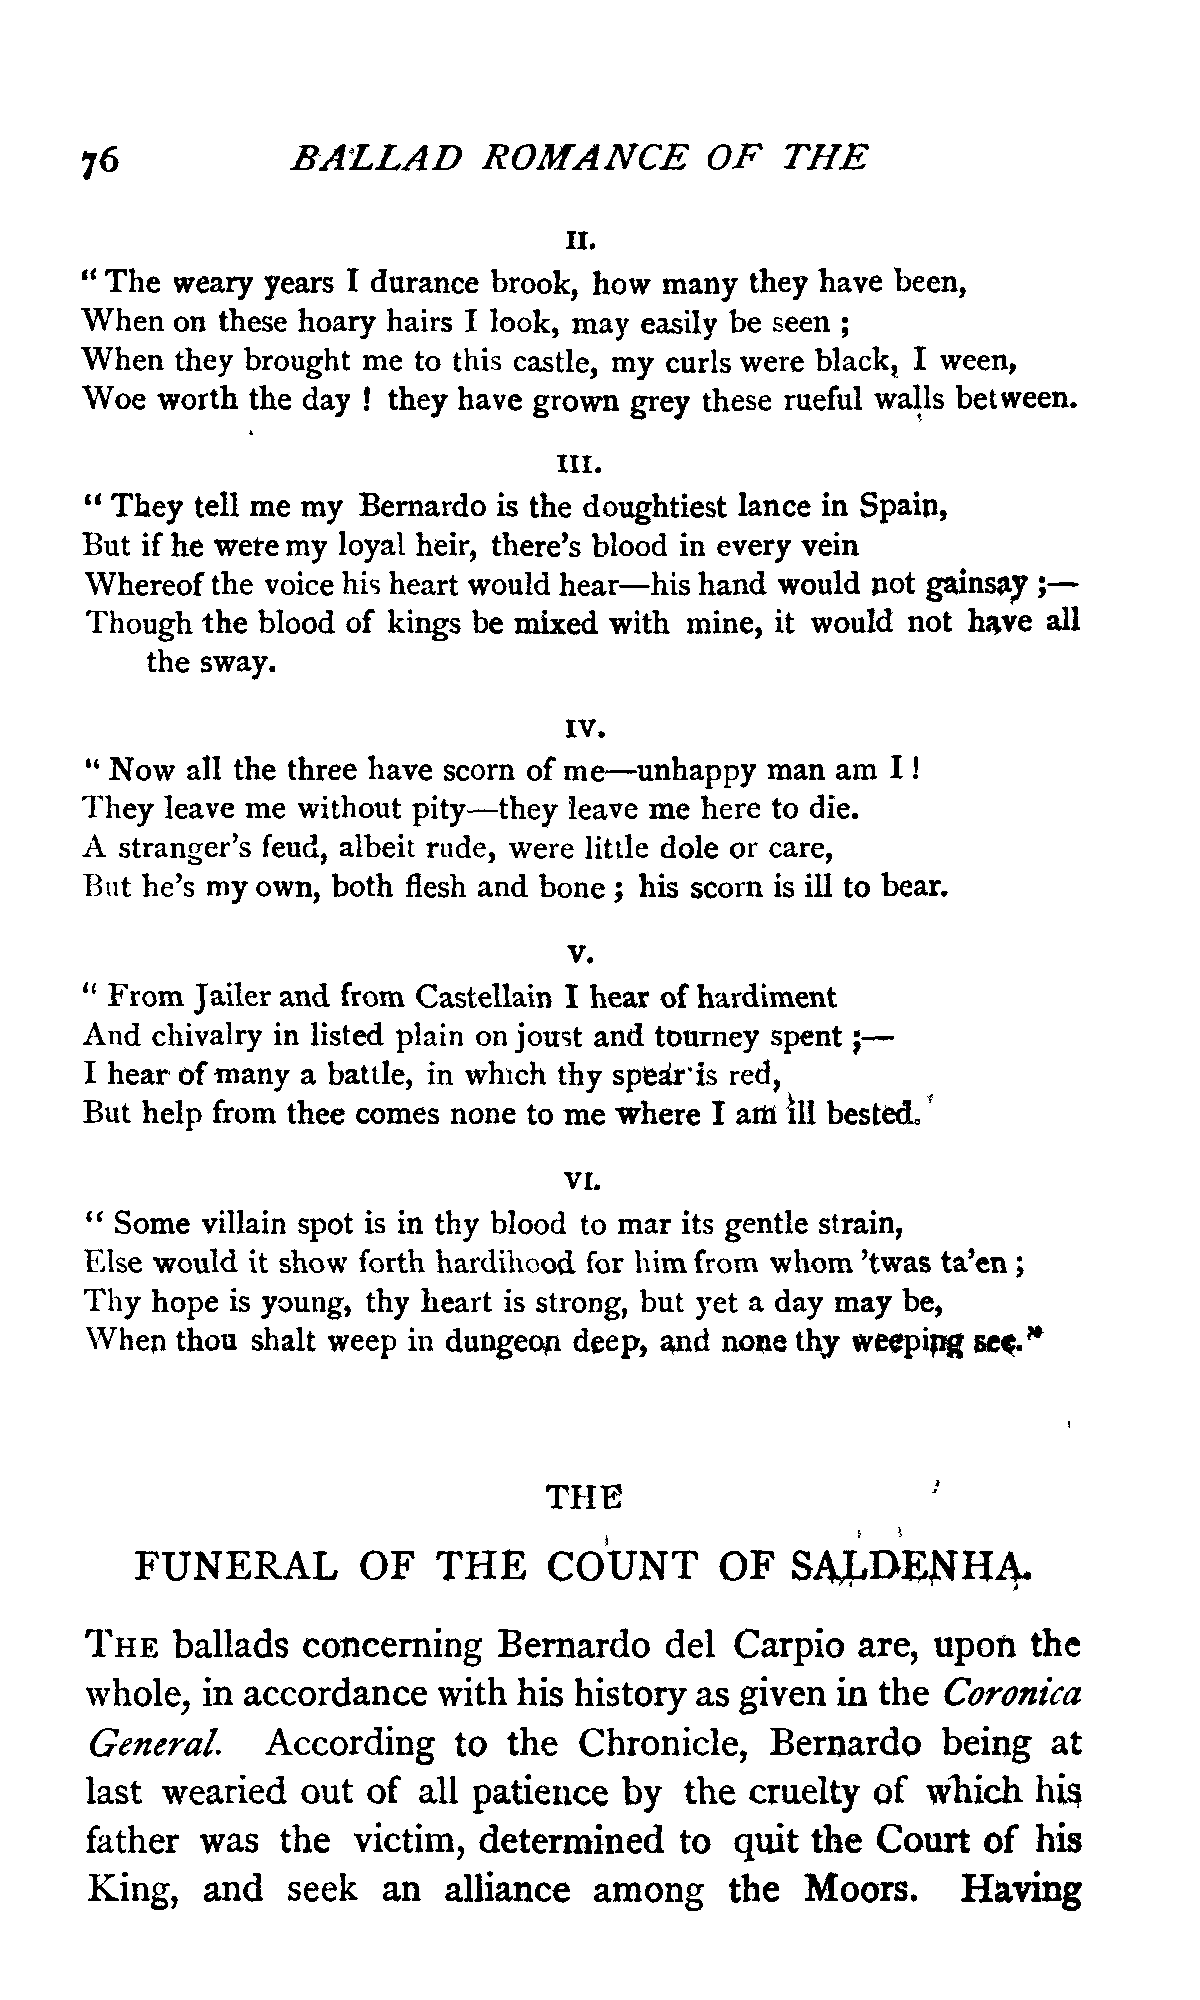 76 BALLAD ROMANCE OF THE
II.
“ The weary years I durance brook, how many they have been,
When on these hoary hairs I look, may easily be seen ;
When they brought me to this castle, my curls were black, I ween,
Woe worth the day ! they have grown grey these rueful walls between.
III.
“ They tell me my Bernardo is the doughtiest lance in Spain,
But if he were my loyal heir, there’s blood in every vein
Whereof the voice his heart would hear—his hand would not gainsay ;—
Though the blood of kings be mixed with mine, it would not have all
the sway.
IV.
“ Now all the three have scorn of me—unhappy man am I !
They leave me without pity—they leave me here to die.
A stranger’s feud, albeit rude, were little dole or care,
But he’s my own, both flesh and bone ; his scorn is ill to bear.
V.
“ From Jailer and from Castellain I hear of hardiment
And chivalry in listed plain on joust and tourney spent ;—
I hear of many a battle, in which thy spear is red,
But help from thee comes none to me where I am ill bested.
VI.
“ Some villain spot is in thy blood to mar its gentle strain,
Else would it show forth hardihood for him from whom ’twas ta’en ;
Thy hope is young, thy heart is strong, but yet a day may be,
When thou shalt weep in dungeon deep, and none thy weeping see.”
THE
FUNERAL OF THE COUNT OF SALDENHA.
THE ballads concerning Bernardo del Carpio are, upon the
whole, in accordance with his history as given in the Coronica
General. According to the Chronicle, Bernardo being at
last wearied out of all patience by the cruelty of which his
father was the victim, determined to quit the Court of his
King, and seek an alliance among the Moors. Having